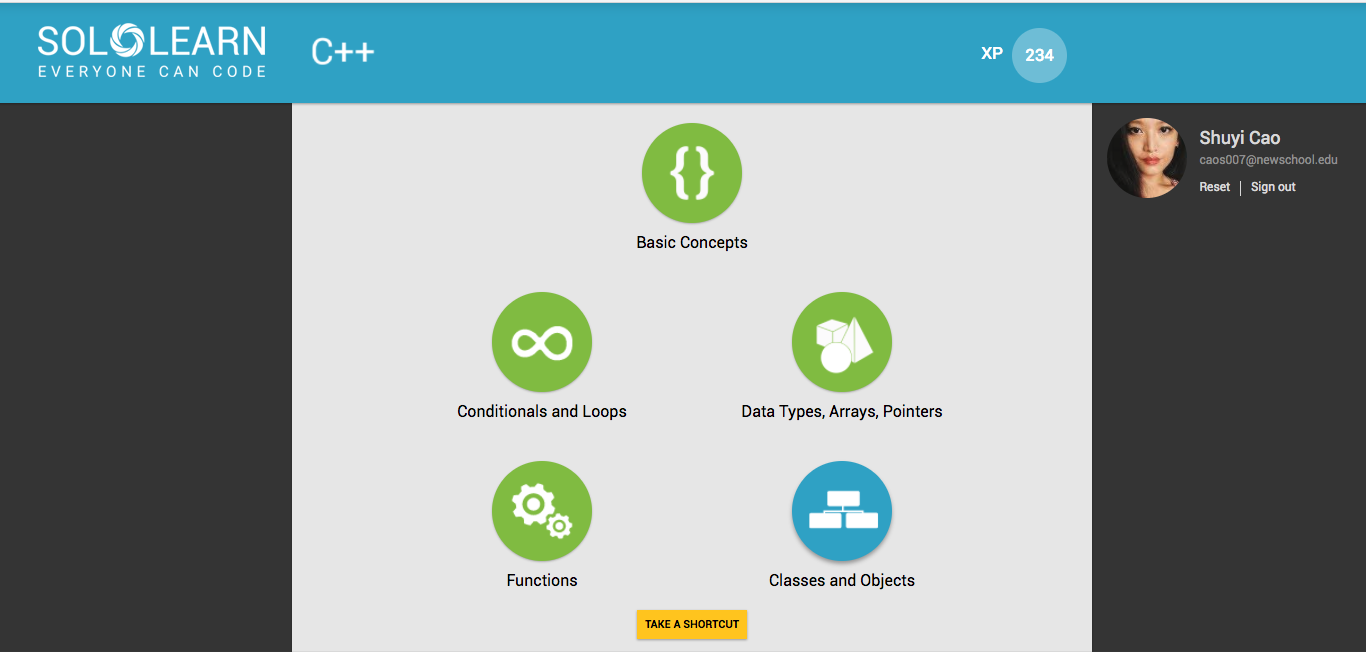 SOLOLEARN
EVERYONE CAN CODE
C++
XP 234
Shuyi Cao
caos007@newschool.edu
Reset | Sign out
{}
Basic Concepts
Conditionals and Loops
Data Types, Arrays, Pointers
Functions
Classes and Objects
TAKE A SHORTCUT